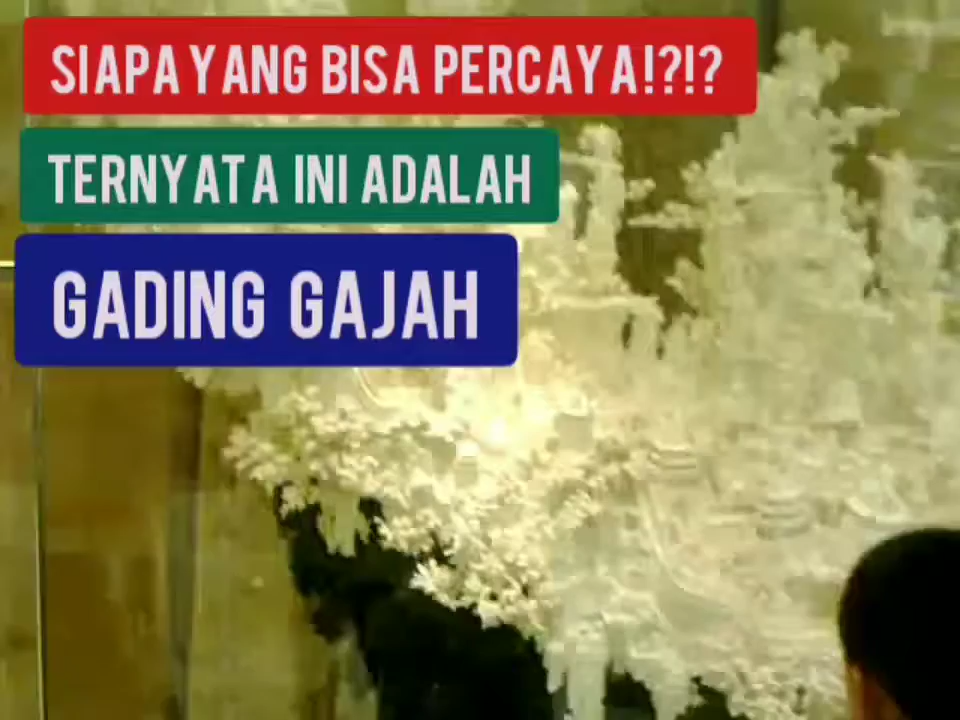 SIAPA YANG BISA PERCAYA!?!?
TERNYATA INI ADALAH
GADING GAJAH